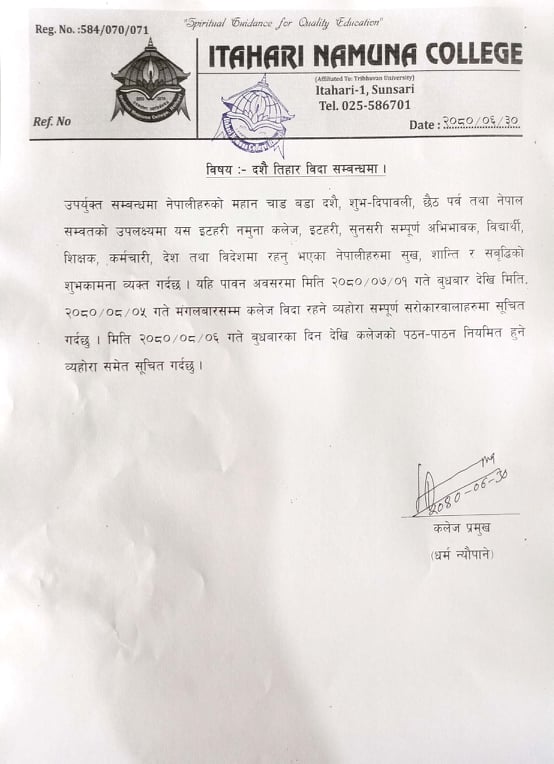 "Spiritual Guidance for Quality Education"
Reg. No. :584/070/071
ITAHARI NAMUNA COLLEGE
(Affiliated To: Tribhuvan University)
Itahari-1, Sunsari
Tel. 025-586701
Ref. No
Date : २०८०/०६/३०
विषय :- दशै तिहार विदा सम्बन्धमा ।
उपर्युक्त सम्बन्धमा नेपालीहरुको महान चाड बडा दशै, शुभ-दिपावली, छैठ पर्व तथा नेपाल
सम्बतको उपलक्ष्यमा यस इटहरी नमुना कलेज, इटहरी, सुनसरी सम्पूर्ण अभिभावक, विद्यार्थी,
शिक्षक, कर्मचारी, देश तथा विदेशमा रहनु भएका नेपालीहरुमा सुख, शान्ति र सवृद्धिको
शुभकामना व्यक्त गर्दछु । यहि पावन अवसरमा मिति २०८०/०७/०१ गते बुधबार देखि मिति.
२०८०/०८/०५ गते मंगलबारसम्म कलेज विदा रहने व्यहोरा सम्पूर्ण सरोकारवालाहरुमा सूचित
गर्दछु । मिति २०८०/०८/०६ गते बुधबारका दिन देखि कलेजको पठन-पाठन नियमित हुने
व्यहोरा समेत सूचित गर्दछु ।
२०८०-०६-३०
कलेज प्रमुख
(धर्म न्यौपाने)